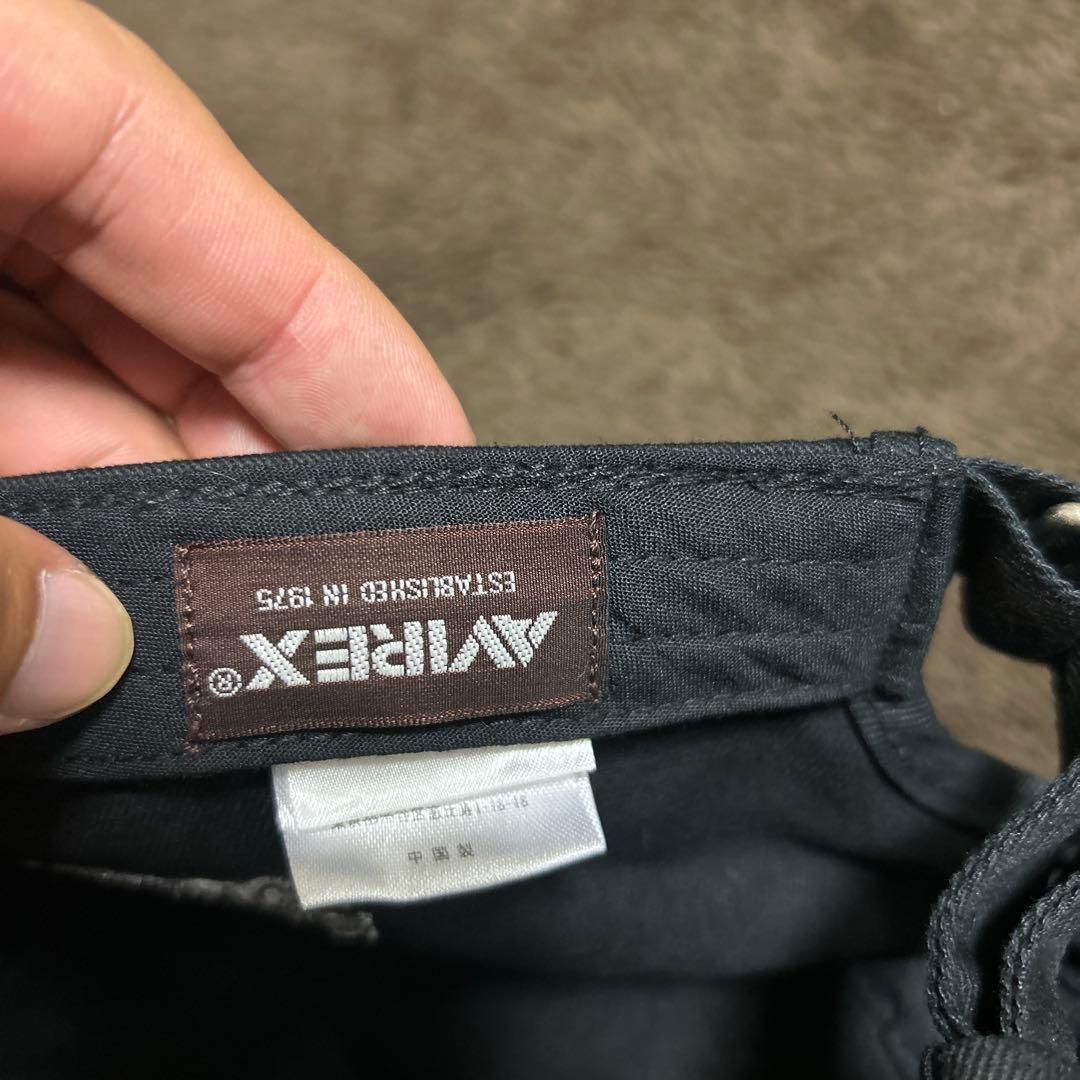 AVIREX®
ESTABLISHED IN 1975
中国製